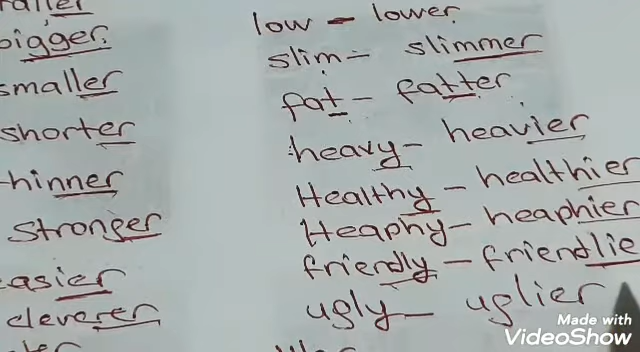 taller
bigger
smaller
shorter
thinner
stronger
easier
cleverer
low - lower
slim - slimmer
fat - fatter
heavy - heavier
Healthy - healthier
Heaphy - heaphier
friendly - friendlie
ugly - uglier
Made with
VideoShow